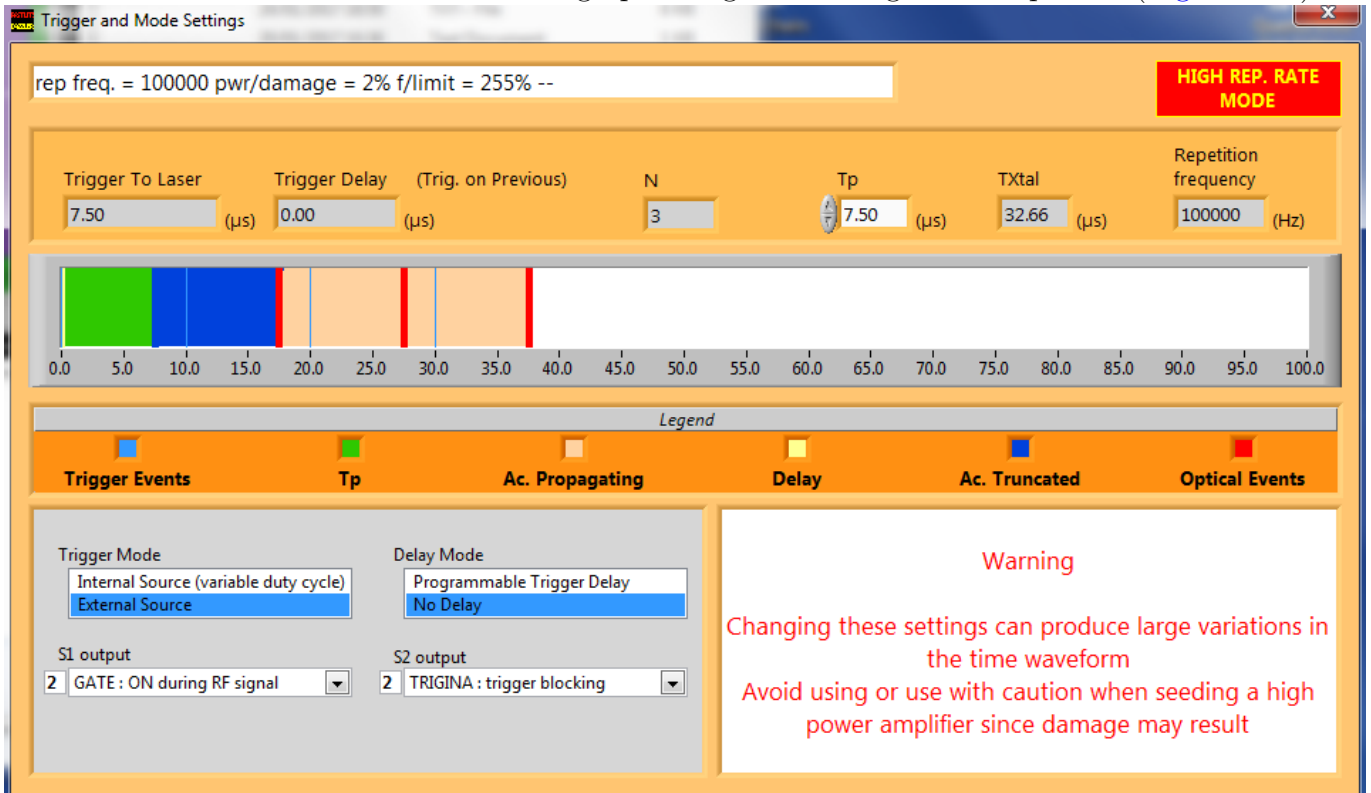 Trigger and Mode Settings
rep freq. = 100000 pwr/damage = 2% f/limit = 255% --
HIGH REP. RATE
MODE
Trigger To Laser
7.50 (µs)
Trigger Delay
0.00 (µs)
(Trig. on Previous)
N
3
Tp
7.50 (µs)
TXtal
32.66 (µs)
Repetition
frequency
100000 (Hz)
0.0 5.0 10.0 15.0 20.0 25.0 30.0 35.0 40.0 45.0 50.0 55.0 60.0 65.0 70.0 75.0 80.0 85.0 90.0 95.0 100.0
Legend
Trigger Events Tp Ac. Propagating Delay Ac. Truncated Optical Events
Trigger Mode
Internal Source (variable duty cycle)
External Source
Delay Mode
Programmable Trigger Delay
No Delay
S1 output
2 GATE : ON during RF signal
S2 output
2 TRIGINA : trigger blocking
Warning
Changing these settings can produce large variations in
the time waveform
Avoid using or use with caution when seeding a high
power amplifier since damage may result